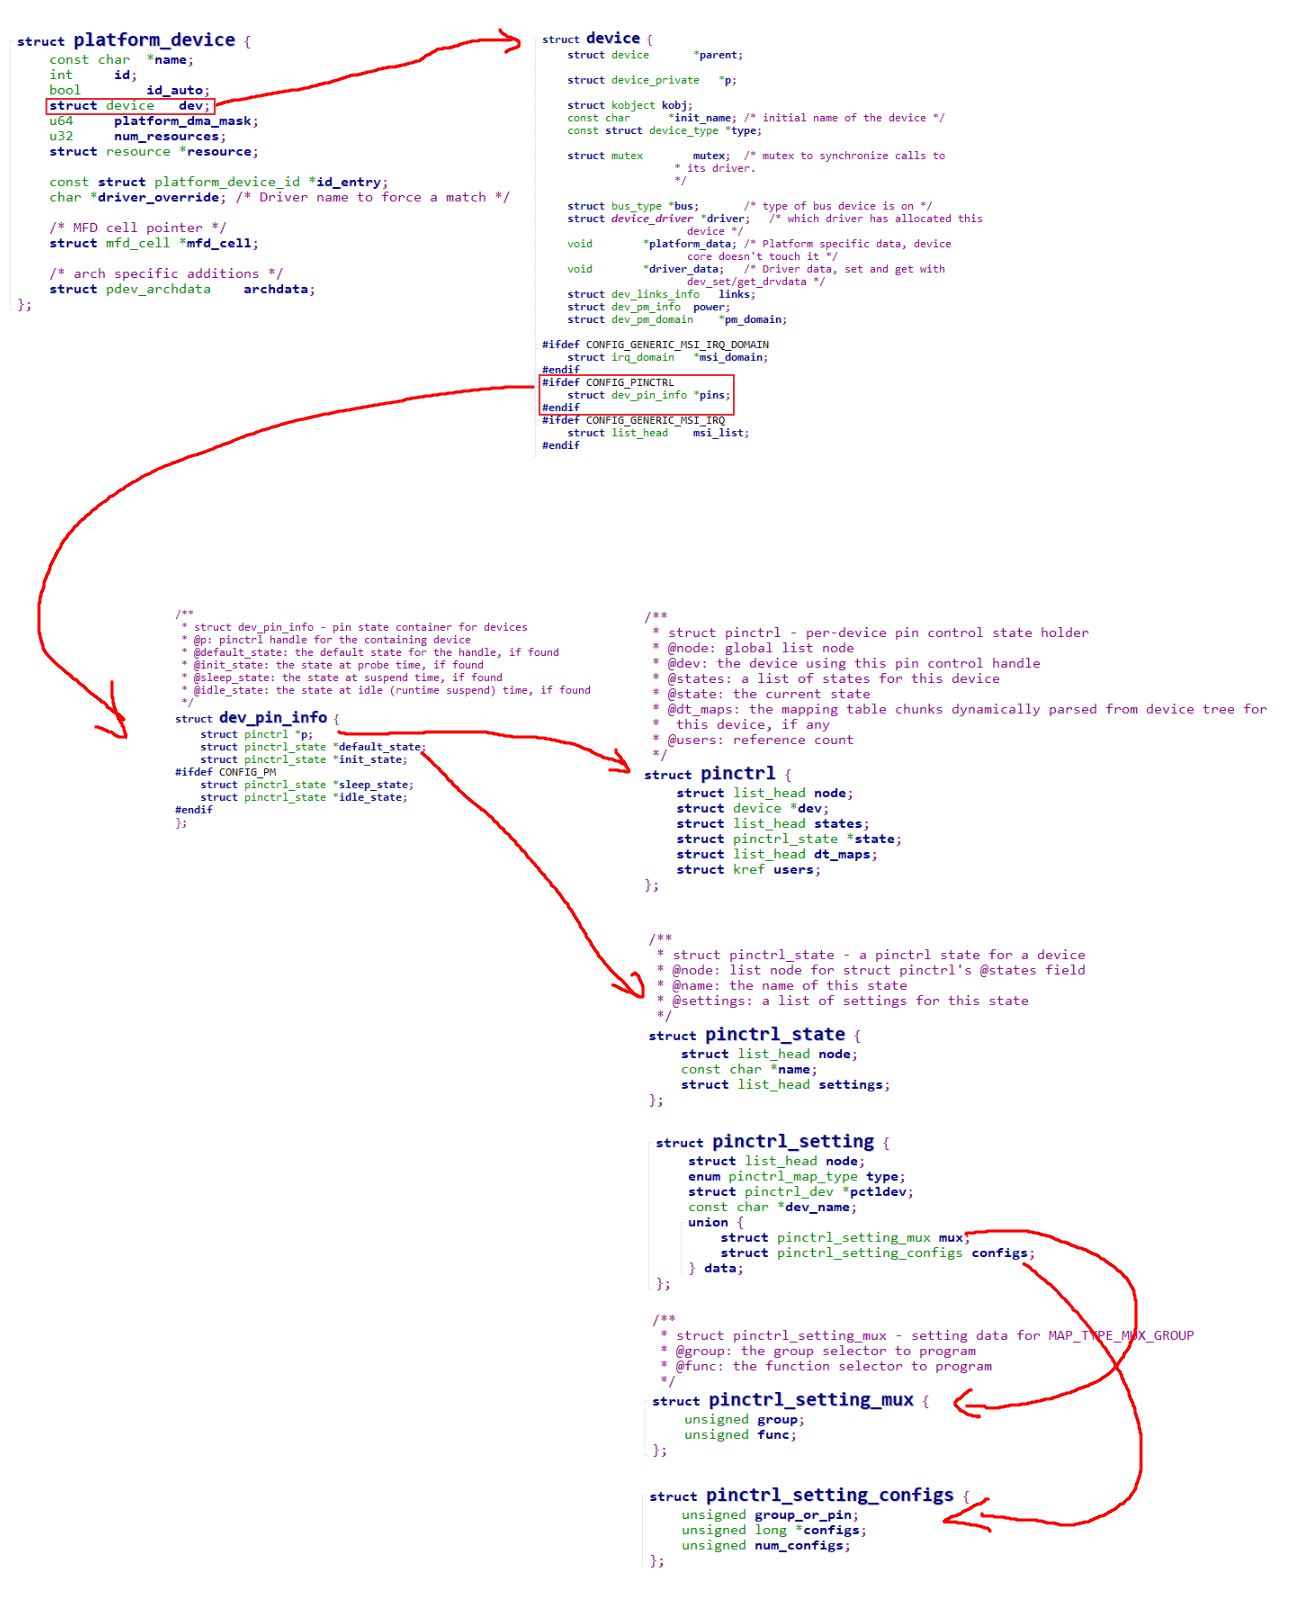 struct platform_device {
const char *name;
int id;
bool id_auto;
struct device dev;
u64 platform_dma_mask;
u32 num_resources;
struct resource *resource;
const struct platform_device_id *id_entry;
char *driver_override; /* Driver name to force a match */
/* MFD cell pointer */
struct mfd_cell *mfd_cell;
/* arch specific additions */
struct pdev_archdata archdata;
};
struct device {
struct device *parent;
struct device_private *p;
struct kobject kobj;
const char *init_name; /* initial name of the device */
const struct device_type *type;
struct mutex mutex; /* mutex to synchronize calls to
* its driver.
*/
struct bus_type *bus; /* type of bus device is on */
struct device_driver *driver; /* which driver has allocated this
device */
void *platform_data; /* Platform specific data, device
core doesn't touch it */
void *driver_data; /* Driver data, set and get with
dev_set/get_drvdata */
struct dev_links_info links;
struct dev_pm_info power;
struct dev_pm_domain *pm_domain;
#ifdef CONFIG_GENERIC_MSI_IRQ_DOMAIN
struct irq_domain *msi_domain;
#endif
#ifdef CONFIG_PINCTRL
struct dev_pin_info *pins;
#endif
#ifdef CONFIG_GENERIC_MSI_IRQ
struct list_head msi_list;
#endif
/**
* struct dev_pin_info - pin state container for devices
* @p: pinctrl handle for the containing device
* @default_state: the default state for the handle, if found
* @init_state: the state at probe time, if found
* @sleep_state: the state at suspend time, if found
* @idle_state: the state at idle (runtime suspend) time, if found
*/
struct dev_pin_info {
struct pinctrl *p;
struct pinctrl_state *default_state;
struct pinctrl_state *init_state;
#ifdef CONFIG_PM
struct pinctrl_state *sleep_state;
struct pinctrl_state *idle_state;
#endif
};
/**
* struct pinctrl - per-device pin control state holder
* @node: global list node
* @dev: the device using this pin control handle
* @states: a list of states for this device
* @state: the current state
* @dt_maps: the mapping table chunks dynamically parsed from device tree for
* this device, if any
* @users: reference count
*/
struct pinctrl {
struct list_head node;
struct device *dev;
struct list_head states;
struct pinctrl_state *state;
struct list_head dt_maps;
struct kref users;
};
/**
* struct pinctrl_state - a pinctrl state for a device
* @node: list node for struct pinctrl's @states field
* @name: the name of this state
* @settings: a list of settings for this state
*/
struct pinctrl_state {
struct list_head node;
const char *name;
struct list_head settings;
};
struct pinctrl_setting {
struct list_head node;
enum pinctrl_map_type type;
struct pinctrl_dev *pctldev;
const char *dev_name;
union {
struct pinctrl_setting_mux mux;
struct pinctrl_setting_configs configs;
} data;
};
/**
* struct pinctrl_setting_mux - setting data for MAP_TYPE_MUX_GROUP
* @group: the group selector to program
* @func: the function selector to program
*/
struct pinctrl_setting_mux {
unsigned group;
unsigned func;
};
struct pinctrl_setting_configs {
unsigned group_or_pin;
unsigned long *configs;
unsigned num_configs;
};